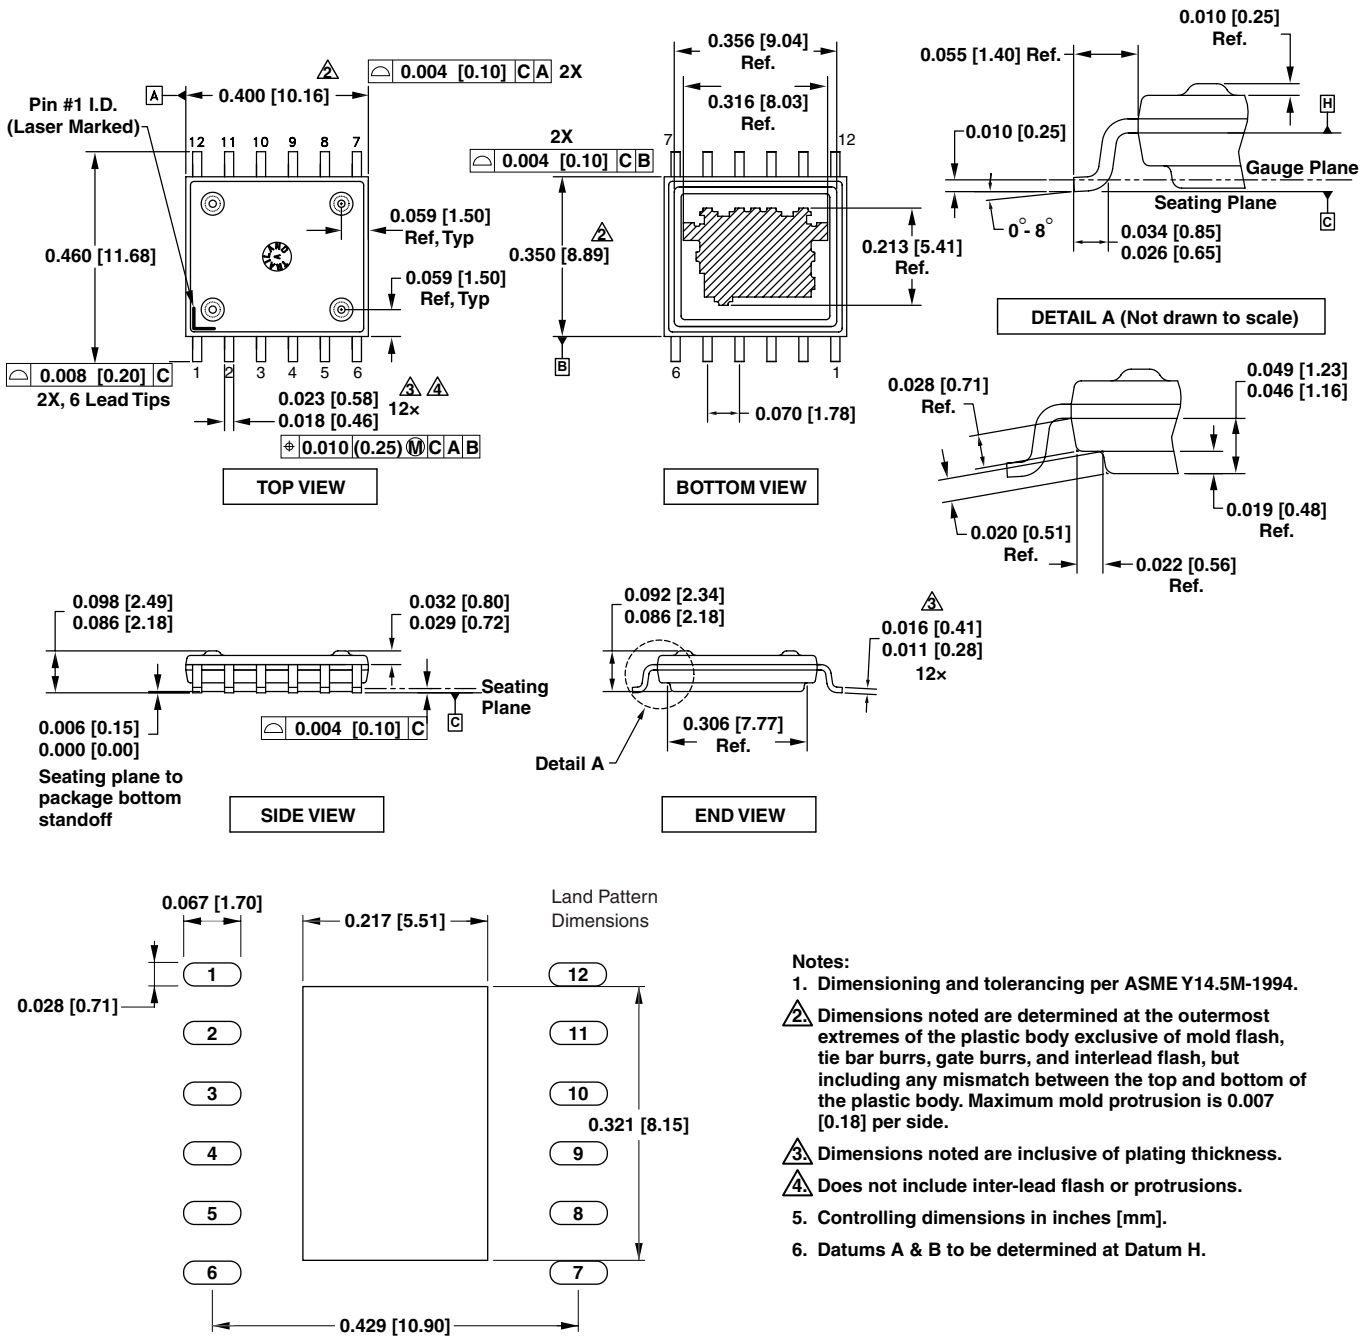 0.010 [0.25]
Ref.
0.356 [9.04]
Ref.
0.055 [1.40] Ref.
2
0.004 [0.10] C A 2X
A
0.400 [10.16]
Pin #1 I.D.
(Laser Marked)
0.316 [8.03]
Ref.
H
2X
0.004 [0.10] C B
0.010 [0.25]
12 11 10 9 8 7
7 12
Gauge Plane
Seating Plane
C
0° - 8°
0.034 [0.85]
0.026 [0.65]
0.059 [1.50]
Ref, Typ
2
0.350 [8.89]
0.213 [5.41]
Ref.
0.460 [11.68]
0.059 [1.50]
Ref, Typ
DETAIL A (Not drawn to scale)
B
1 2 3 4 5 6
6 1
0.008 [0.20] C
2X, 6 Lead Tips
0.023 [0.58]
0.018 [0.46]
3 4
12×
0.010 (0.25) M C A B
0.070 [1.78]
0.028 [0.71]
Ref.
0.049 [1.23]
0.046 [1.16]
TOP VIEW
BOTTOM VIEW
0.019 [0.48]
Ref.
0.020 [0.51]
Ref.
0.022 [0.56]
Ref.
0.098 [2.49]
0.086 [2.18]
0.032 [0.80]
0.029 [0.72]
0.092 [2.34]
0.086 [2.18]
3
0.016 [0.41]
0.011 [0.28]
12×
Seating
Plane
C
0.004 [0.10] C
0.006 [0.15]
0.000 [0.00]
Seating plane to
package bottom
standoff
0.306 [7.77]
Ref.
Detail A
SIDE VIEW
END VIEW
Land Pattern
Dimensions
0.067 [1.70]
0.217 [5.51]
0.028 [0.71]
1 12
2 11
3 10
0.321 [8.15]
4 9
5 8
6 7
0.429 [10.90]
Notes:
1. Dimensioning and tolerancing per ASME Y14.5M-1994.
2. Dimensions noted are determined at the outermost
extremes of the plastic body exclusive of mold flash,
tie bar burrs, gate burrs, and interlead flash, but
including any mismatch between the top and bottom of
the plastic body. Maximum mold protrusion is 0.007
[0.18] per side.
3. Dimensions noted are inclusive of plating thickness.
4. Does not include inter-lead flash or protrusions.
5. Controlling dimensions in inches [mm].
6. Datums A & B to be determined at Datum H.